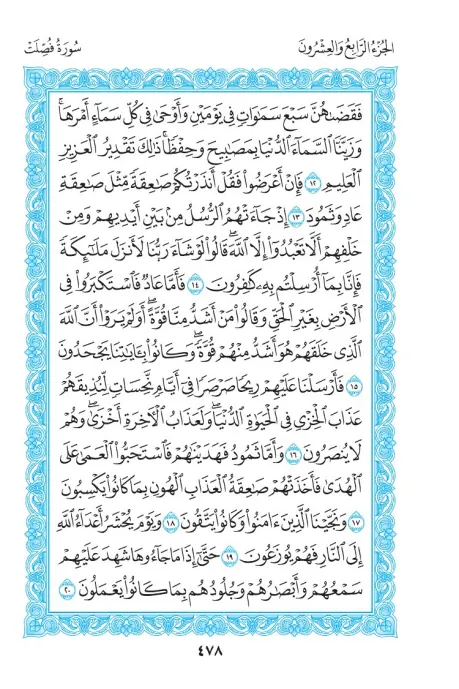 الجُزْءُ الرَّابِعُ وَالعِشْرُونَ
سُورَةُ فُصِّلَتْ
فَقَضَىٰهُنَّ سَبْعَ سَمَٰوَاتٍ فِي يَوْمَيْنِ وَأَوْحَىٰ فِي كُلِّ سَمَآءٍ أَمْرَهَاۚ
وَزَيَّنَّا ٱلسَّمَآءَ ٱلدُّنْيَا بِمَصَٰبِيحَ وَحِفْظًاۚ ذَٰلِكَ تَقْدِيرُ ٱلْعَزِيزِ
ٱلْعَلِيمِ ١٢ فَإِنْ أَعْرَضُوا۟ فَقُلْ أَنذَرْتُكُمْ صَٰعِقَةً مِّثْلَ صَٰعِقَةِ
عَادٍ وَثَمُودَ ١٣ إِذْ جَآءَتْهُمُ ٱلرُّسُلُ مِنۢ بَيْنِ أَيْدِيهِمْ وَمِنْ
خَلْفِهِمْ أَلَّا تَعْبُدُوٓا۟ إِلَّا ٱللَّهَۖ قَالُوا۟ لَوْ شَآءَ رَبُّنَا لَأَنزَلَ مَلَٰٓئِكَةً
فَإِنَّا بِمَآ أُرْسِلْتُم بِهِۦ كَٰفِرُونَ ١٤ فَأَمَّا عَادٌ فَٱسْتَكْبَرُوا۟ فِي
ٱلْأَرْضِ بِغَيْرِ ٱلْحَقِّ وَقَالُوا۟ مَنْ أَشَدُّ مِنَّا قُوَّةًۖ أَوَلَمْ يَرَوْا۟ أَنَّ ٱللَّهَ
ٱلَّذِي خَلَقَهُمْ هُوَ أَشَدُّ مِنْهُمْ قُوَّةًۖ وَكَانُوا۟ بِـَٔايَٰتِنَا يَجْحَدُونَ
١٥ فَأَرْسَلْنَا عَلَيْهِمْ رِيحًا صَرْصَرًا فِيٓ أَيَّامٍ نَّحِسَاتٍ لِّنُذِيقَهُمْ
عَذَابَ ٱلْخِزْيِ فِي ٱلْحَيَوٰةِ ٱلدُّنْيَاۖ وَلَعَذَابُ ٱلْءَاخِرَةِ أَخْزَىٰۖ وَهُمْ
لَا يُنصَرُونَ ١٦ وَأَمَّا ثَمُودُ فَهَدَيْنَٰهُمْ فَٱسْتَحَبُّوا۟ ٱلْعَمَىٰ عَلَى
ٱلْهُدَىٰ فَأَخَذَتْهُمْ صَٰعِقَةُ ٱلْعَذَابِ ٱلْهُونِ بِمَا كَانُوا۟ يَكْسِبُونَ
١٧ وَنَجَّيْنَا ٱلَّذِينَ ءَامَنُوا۟ وَكَانُوا۟ يَتَّقُونَ ١٨ وَيَوْمَ يُحْشَرُ أَعْدَآءُ ٱللَّهِ
إِلَى ٱلنَّارِ فَهُمْ يُوزَعُونَ ١٩ حَتَّىٰٓ إِذَا مَا جَآءُوهَا شَهِدَ عَلَيْهِمْ
سَمْعُهُمْ وَأَبْصَٰرُهُمْ وَجُلُودُهُم بِمَا كَانُوا۟ يَعْمَلُونَ ٢٠
٤٧٨